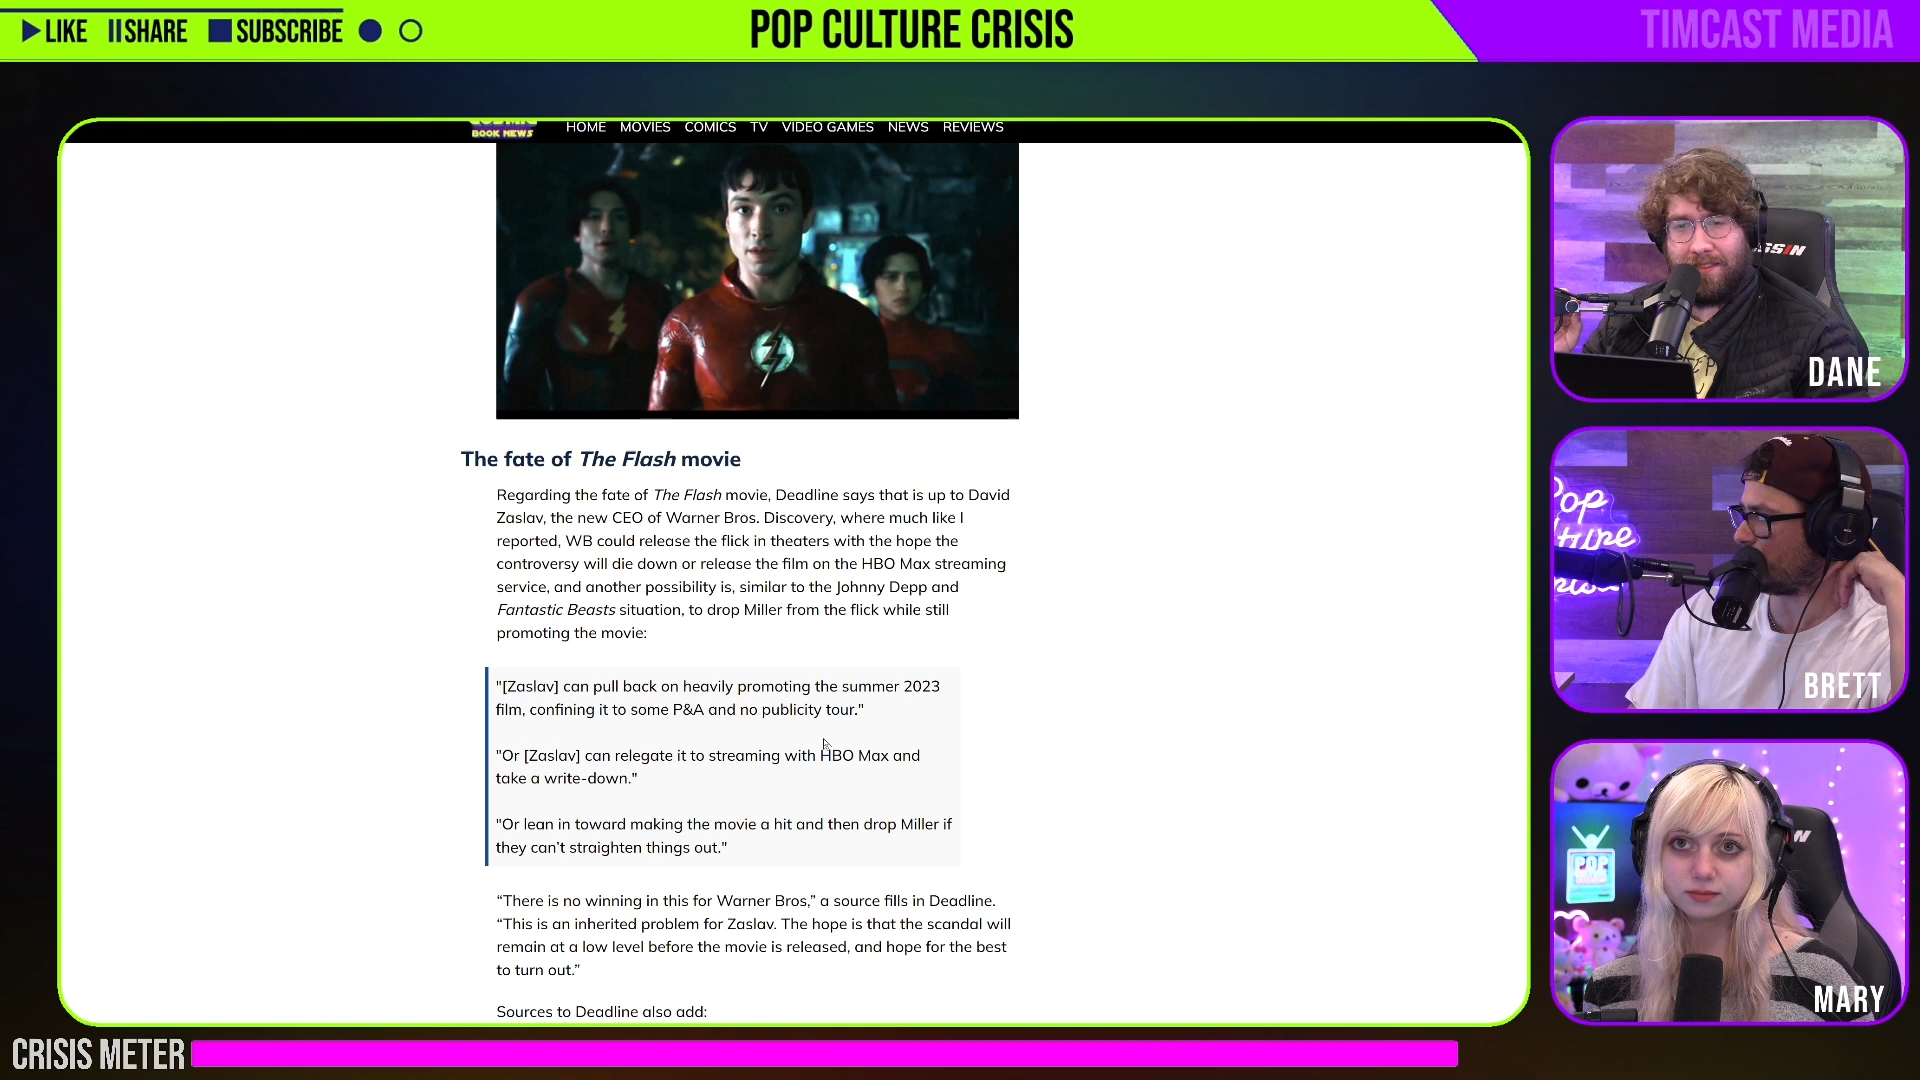 LIKE SHARE SUBSCRIBE
POP CULTURE CRISIS
TIMCAST MEDIA
COSMIC
BOOK NEWS
HOME MOVIES COMICS TV VIDEO GAMES NEWS REVIEWS
The fate of The Flash movie
Regarding the fate of The Flash movie, Deadline says that is up to David
Zaslav, the new CEO of Warner Bros. Discovery, where much like I
reported, WB could release the flick in theaters with the hope the
controversy will die down or release the film on the HBO Max streaming
service, and another possibility is, similar to the Johnny Depp and
Fantastic Beasts situation, to drop Miller from the flick while still
promoting the movie:
"[Zaslav] can pull back on heavily promoting the summer 2023
film, confining it to some P&A and no publicity tour."
"Or [Zaslav] can relegate it to streaming with HBO Max and
take a write-down."
"Or lean in toward making the movie a hit and then drop Miller if
they can't straighten things out."
“There is no winning in this for Warner Bros,” a source fills in Deadline.
“This is an inherited problem for Zaslav. The hope is that the scandal will
remain at a low level before the movie is released, and hope for the best
to turn out.”
Sources to Deadline also add:
DANE
Pop
BRETT
POP
MARY
CRISIS METER